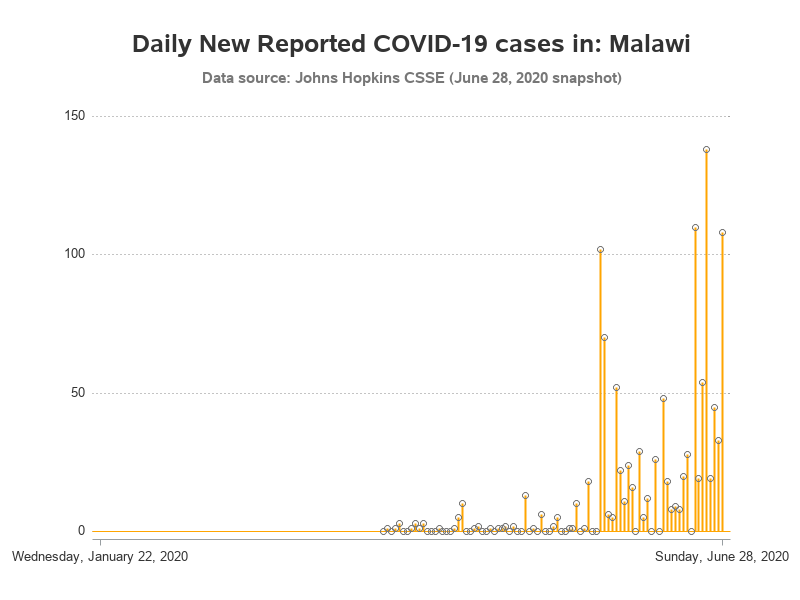 Daily New Reported COVID-19 cases in: Malawi
Data source: Johns Hopkins CSSE (June 28, 2020 snapshot)
150
100
50
0
Wednesday, January 22, 2020
Sunday, June 28, 2020